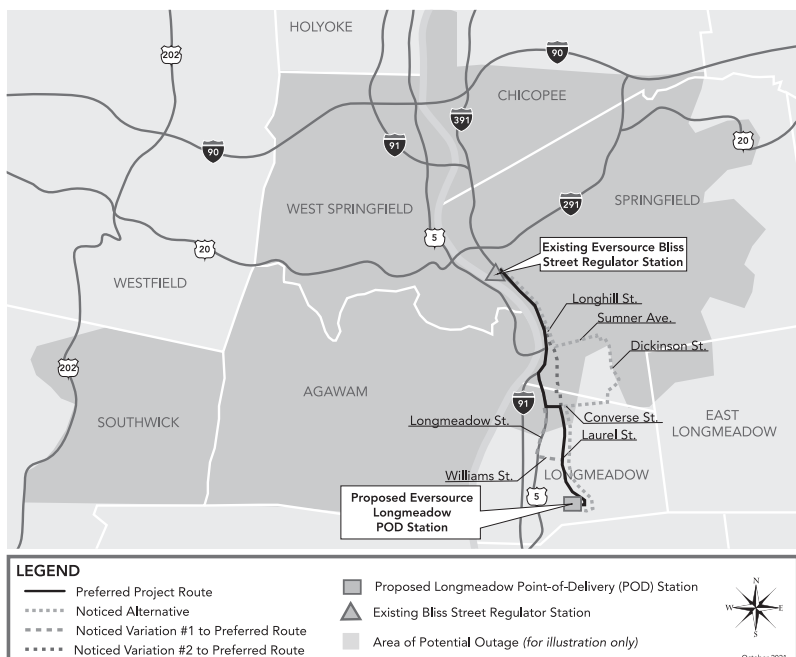 HOLYOKE
202
90
CHICOPEE
391
91
20
90
SPRINGFIELD
WEST SPRINGFIELD
291
5
Existing Eversource Bliss
Street Regulator Station
20
WESTFIELD
Longhill St.
Sumner Ave.
Dickinson St.
202
AGAWAM
91
SOUTHWICK
Longmeadow St.
Converse St.
EAST
LONGMEADOW
Laurel St.
Williams St.
LONGMEADOW
5
Proposed Eversource
Longmeadow
POD Station
LEGEND
Preferred Project Route
Noticed Alternative
Noticed Variation #1 to Preferred Route
Noticed Variation #2 to Preferred Route
Proposed Longmeadow Point-of-Delivery (POD) Station
Existing Bliss Street Regulator Station
Area of Potential Outage (for illustration only)
N
W
E
S
October 2021